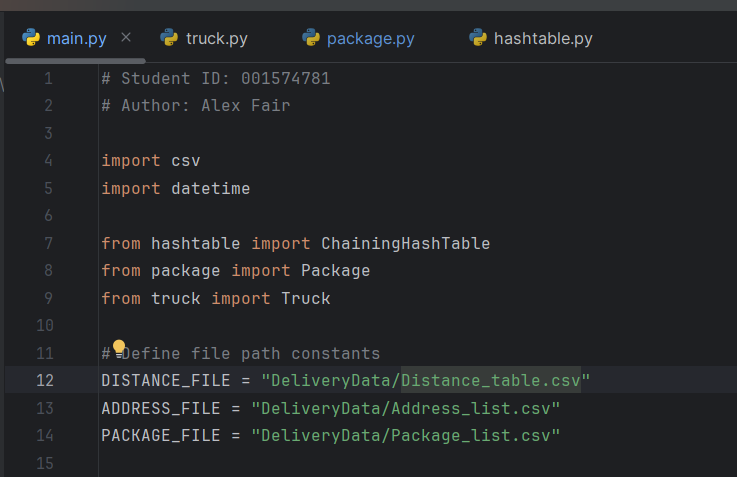 main.py truck.py package.py hashtable.py
1 # Student ID: 001574781
2 # Author: Alex Fair
3
4 import csv
5 import datetime
6
7 from hashtable import ChainingHashTable
8 from package import Package
9 from truck import Truck
10
11 # Define file path constants
12 DISTANCE_FILE = "DeliveryData/Distance_table.csv"
13 ADDRESS_FILE = "DeliveryData/Address_list.csv"
14 PACKAGE_FILE = "DeliveryData/Package_list.csv"
15